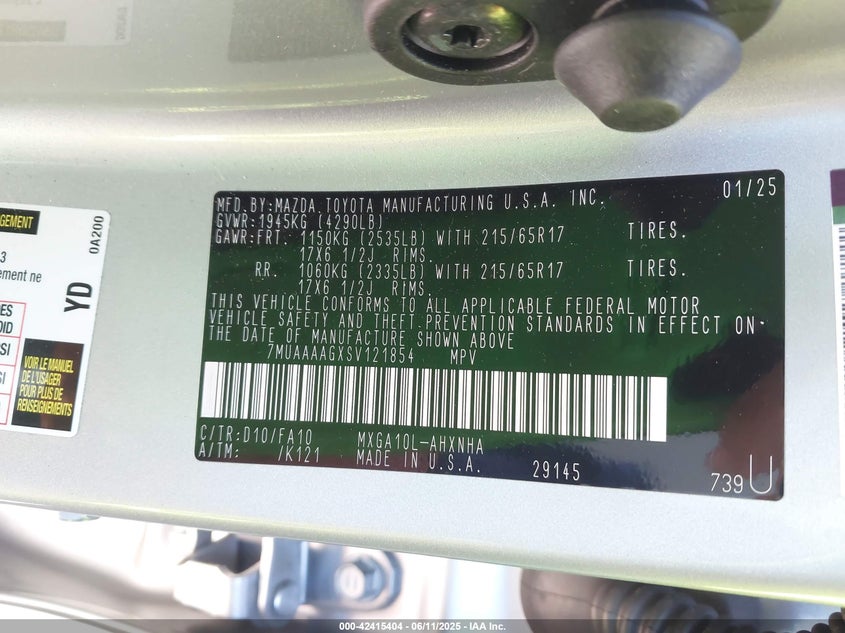 MFD.BY:MAZDA TOYOTA MANUFACTURING U.S.A. INC. 01/25
GVWR:1945KG (4290LB)
GAWR:FRT. 1150KG (2535LB) WITH 215/65R17 TIRES.
17X6 1/2J RIMS.
RR. 1060KG (2335LB) WITH 215/65R17 TIRES.
17X6 1/2J RIMS.
THIS VEHICLE CONFORMS TO ALL APPLICABLE FEDERAL MOTOR
VEHICLE SAFETY AND THEFT PREVENTION STANDARDS IN EFFECT ON
THE DATE OF MANUFACTURE SHOWN ABOVE
7MUAAAAGXSV121854 MPV
C/TR:D10/FA10 MXGA10L-AHXNHA
A/TM: /K121 MADE IN U.S.A. 29145
739U
0A200
YD
VOIR
LE MANUEL
DE L'USAGER
POUR PLUS DE
RENSEIGNEMENTS
000-42415404 - 06/11/2025 - IAA Inc.